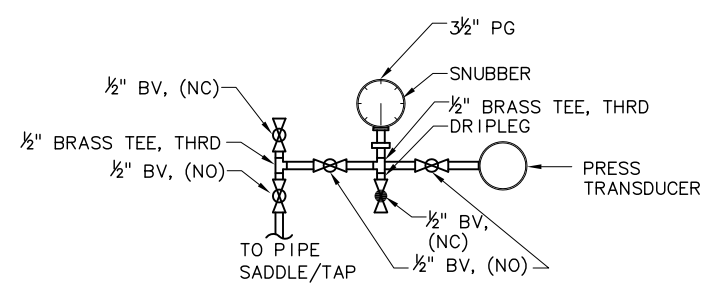 3½" PG
SNUBBER
½" BV, (NC)
½" BRASS TEE, THRD
½" BRASS TEE, THRD
DRIPLEG
½" BV, (NO)
PRESS
TRANSDUCER
½" BV,
(NC)
TO PIPE
SADDLE/TAP
½" BV, (NO)